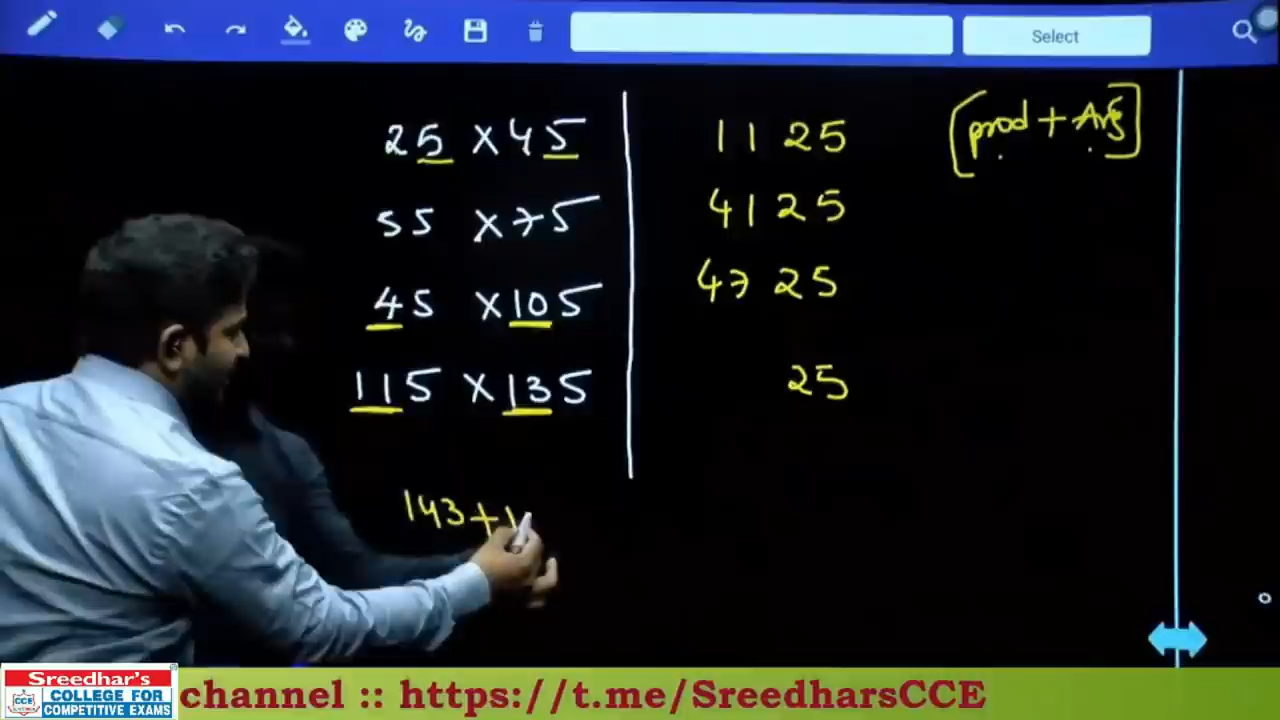 Select
25 × 45 1125 [prod + Avg]
55 × 75 4125
45 × 105 4725
115 × 135 25
143 + 1
Sreedhar's
CCE
COLLEGE FOR
COMPETITIVE EXAMS
channel :: https://t.me/SreedharsCCE